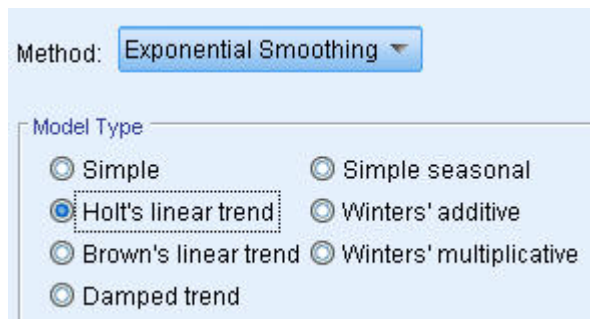 Method: Exponential Smoothing
Model Type
Simple
Simple seasonal
Holt's linear trend
Winters' additive
Brown's linear trend
Winters' multiplicative
Damped trend